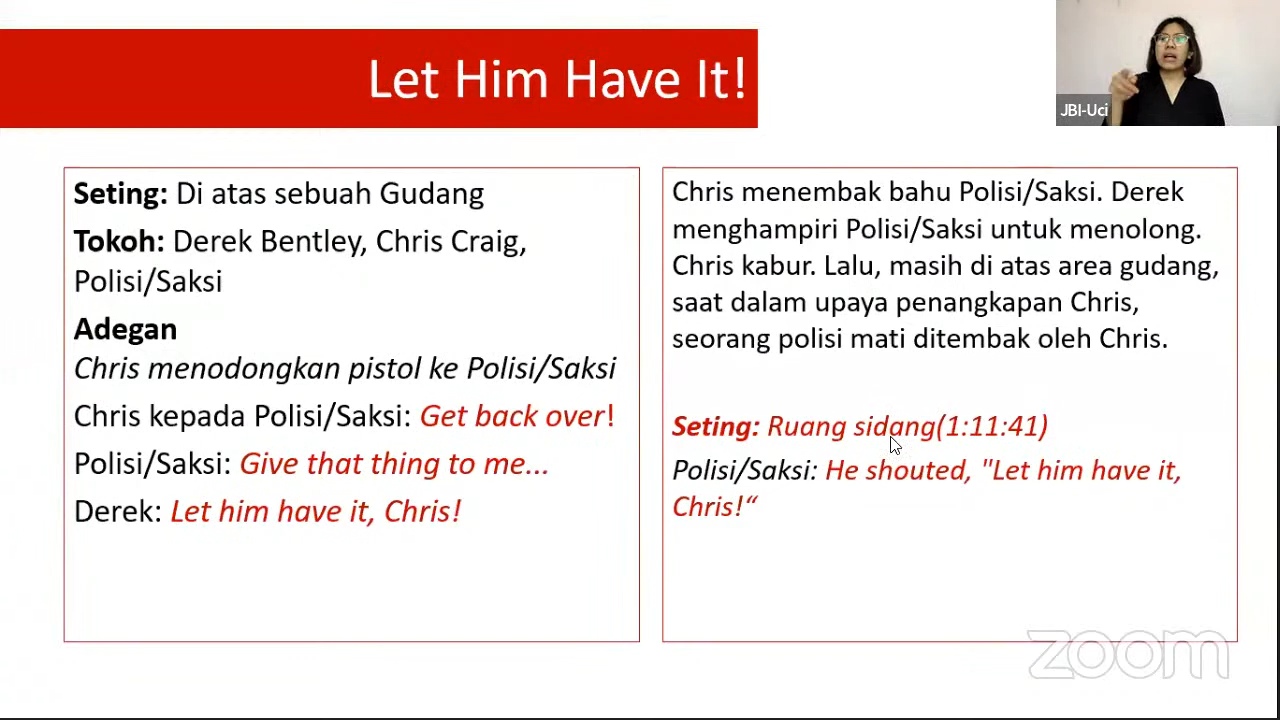 Let Him Have It!
JBI-Uci
Seting: Di atas sebuah Gudang
Tokoh: Derek Bentley, Chris Craig,
Polisi/Saksi
Adegan
Chris menodongkan pistol ke Polisi/Saksi
Chris kepada Polisi/Saksi: Get back over!
Polisi/Saksi: Give that thing to me...
Derek: Let him have it, Chris!
Chris menembak bahu Polisi/Saksi. Derek
menghampiri Polisi/Saksi untuk menolong.
Chris kabur. Lalu, masih di atas area gudang,
saat dalam upaya penangkapan Chris,
seorang polisi mati ditembak oleh Chris.
Seting: Ruang sidang(1:11:41)
Polisi/Saksi: He shouted, "Let him have it,
Chris!“
zoom